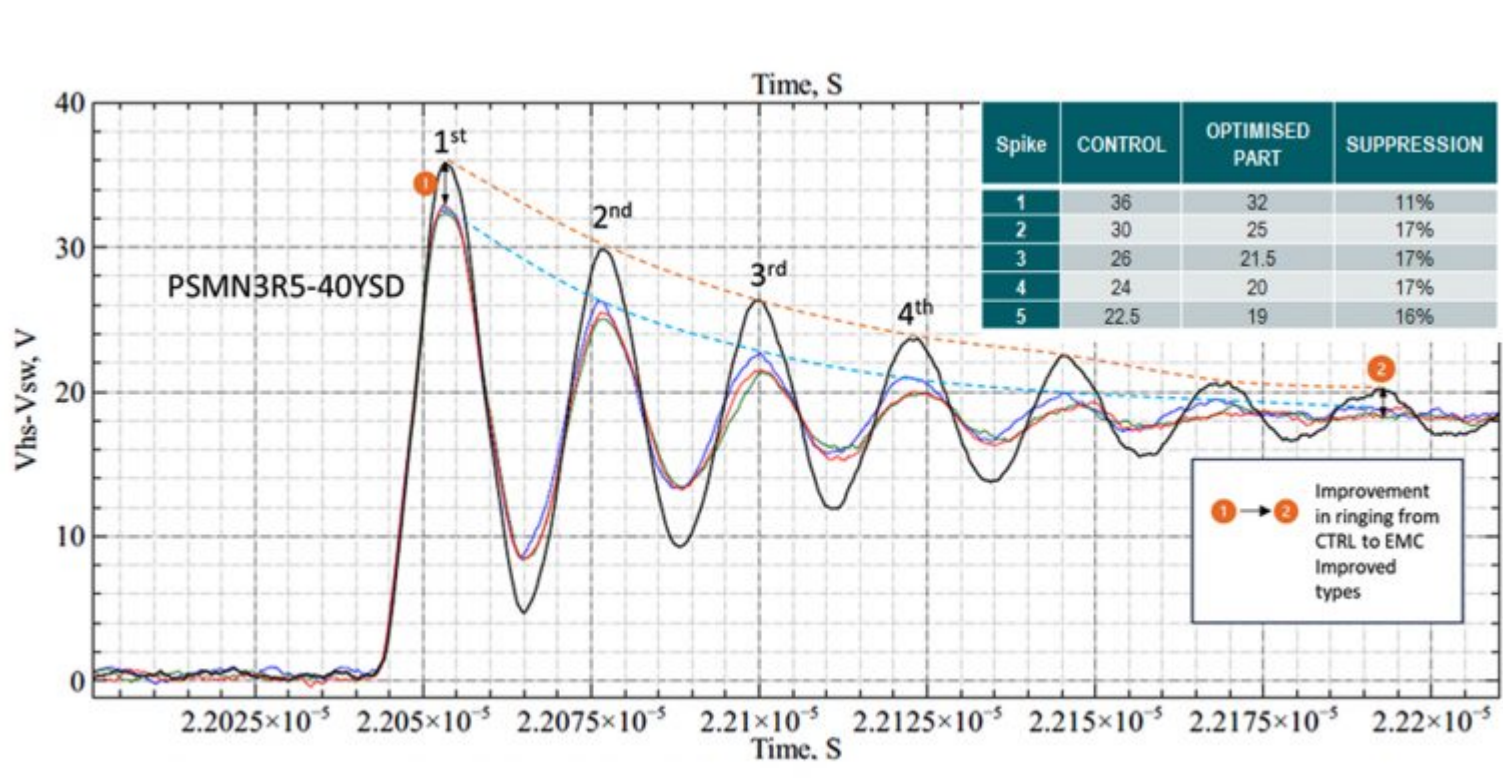 Time, S
40
30
20
10
0
Vhs-Vsw, V
1
1st
2nd
3rd
4th
PSMN3R5-40YSD
Spike CONTROL OPTIMISED PART SUPPRESSION
1 36 32 11%
2 30 25 17%
3 26 21.5 17%
4 24 20 17%
5 22.5 19 16%
2
1 → 2
Improvement
in ringing from
CTRL to EMC
Improved
types
2.2025×10⁻⁵ 2.205×10⁻⁵ 2.2075×10⁻⁵ 2.21×10⁻⁵ 2.2125×10⁻⁵ 2.215×10⁻⁵ 2.2175×10⁻⁵ 2.22×10⁻⁵
Time, S